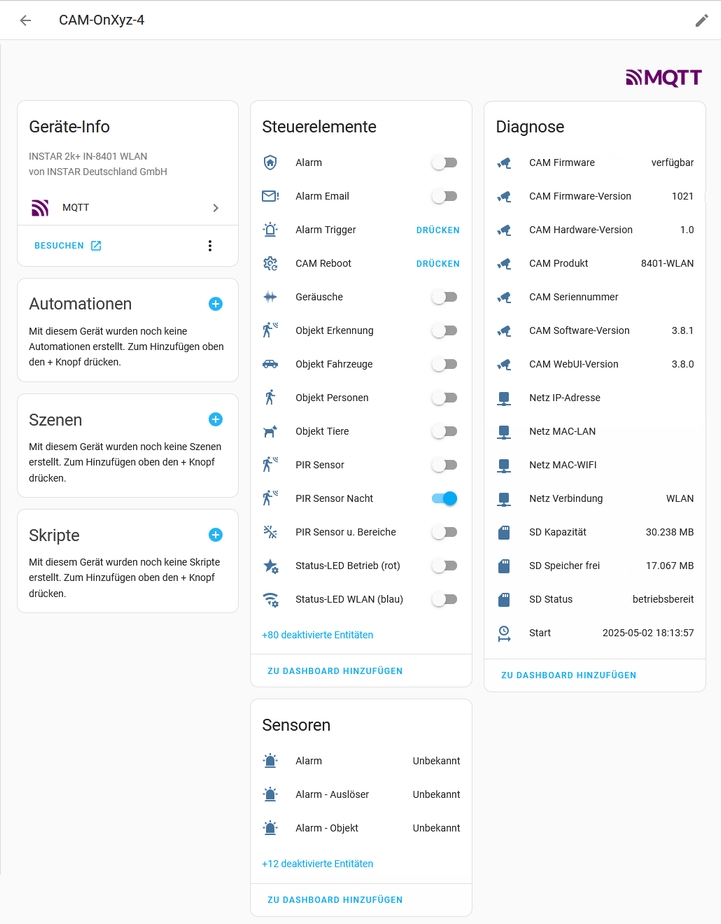 CAM-OnXyz-4
MQTT
Geräte-Info
INSTAR 2k+ IN-8401 WLAN
von INSTAR Deutschland GmbH
MQTT
BESUCHEN
Automationen
Mit diesem Gerät wurden noch keine
Automationen erstellt. Zum Hinzufügen oben
den + Knopf drücken.
Szenen
Mit diesem Gerät wurden noch keine Szenen
erstellt. Zum Hinzufügen oben den + Knopf
drücken.
Skripte
Mit diesem Gerät wurden noch keine Skripte
erstellt. Zum Hinzufügen oben den + Knopf
drücken.
Steuerelemente
Alarm
Alarm Email
Alarm Trigger DRÜCKEN
CAM Reboot DRÜCKEN
Geräusche
Objekt Erkennung
Objekt Fahrzeuge
Objekt Personen
Objekt Tiere
PIR Sensor
PIR Sensor Nacht
PIR Sensor u. Bereiche
Status-LED Betrieb (rot)
Status-LED WLAN (blau)
+80 deaktivierte Entitäten
ZU DASHBOARD HINZUFÜGEN
Sensoren
Alarm Unbekannt
Alarm - Auslöser Unbekannt
Alarm - Objekt Unbekannt
+12 deaktivierte Entitäten
ZU DASHBOARD HINZUFÜGEN
Diagnose
CAM Firmware verfügbar
CAM Firmware-Version 1021
CAM Hardware-Version 1.0
CAM Produkt 8401-WLAN
CAM Seriennummer
CAM Software-Version 3.8.1
CAM WebUI-Version 3.8.0
Netz IP-Adresse
Netz MAC-LAN
Netz MAC-WIFI
Netz Verbindung WLAN
SD Kapazität 30.238 MB
SD Speicher frei 17.067 MB
SD Status betriebsbereit
Start 2025-05-02 18:13:57
ZU DASHBOARD HINZUFÜGEN